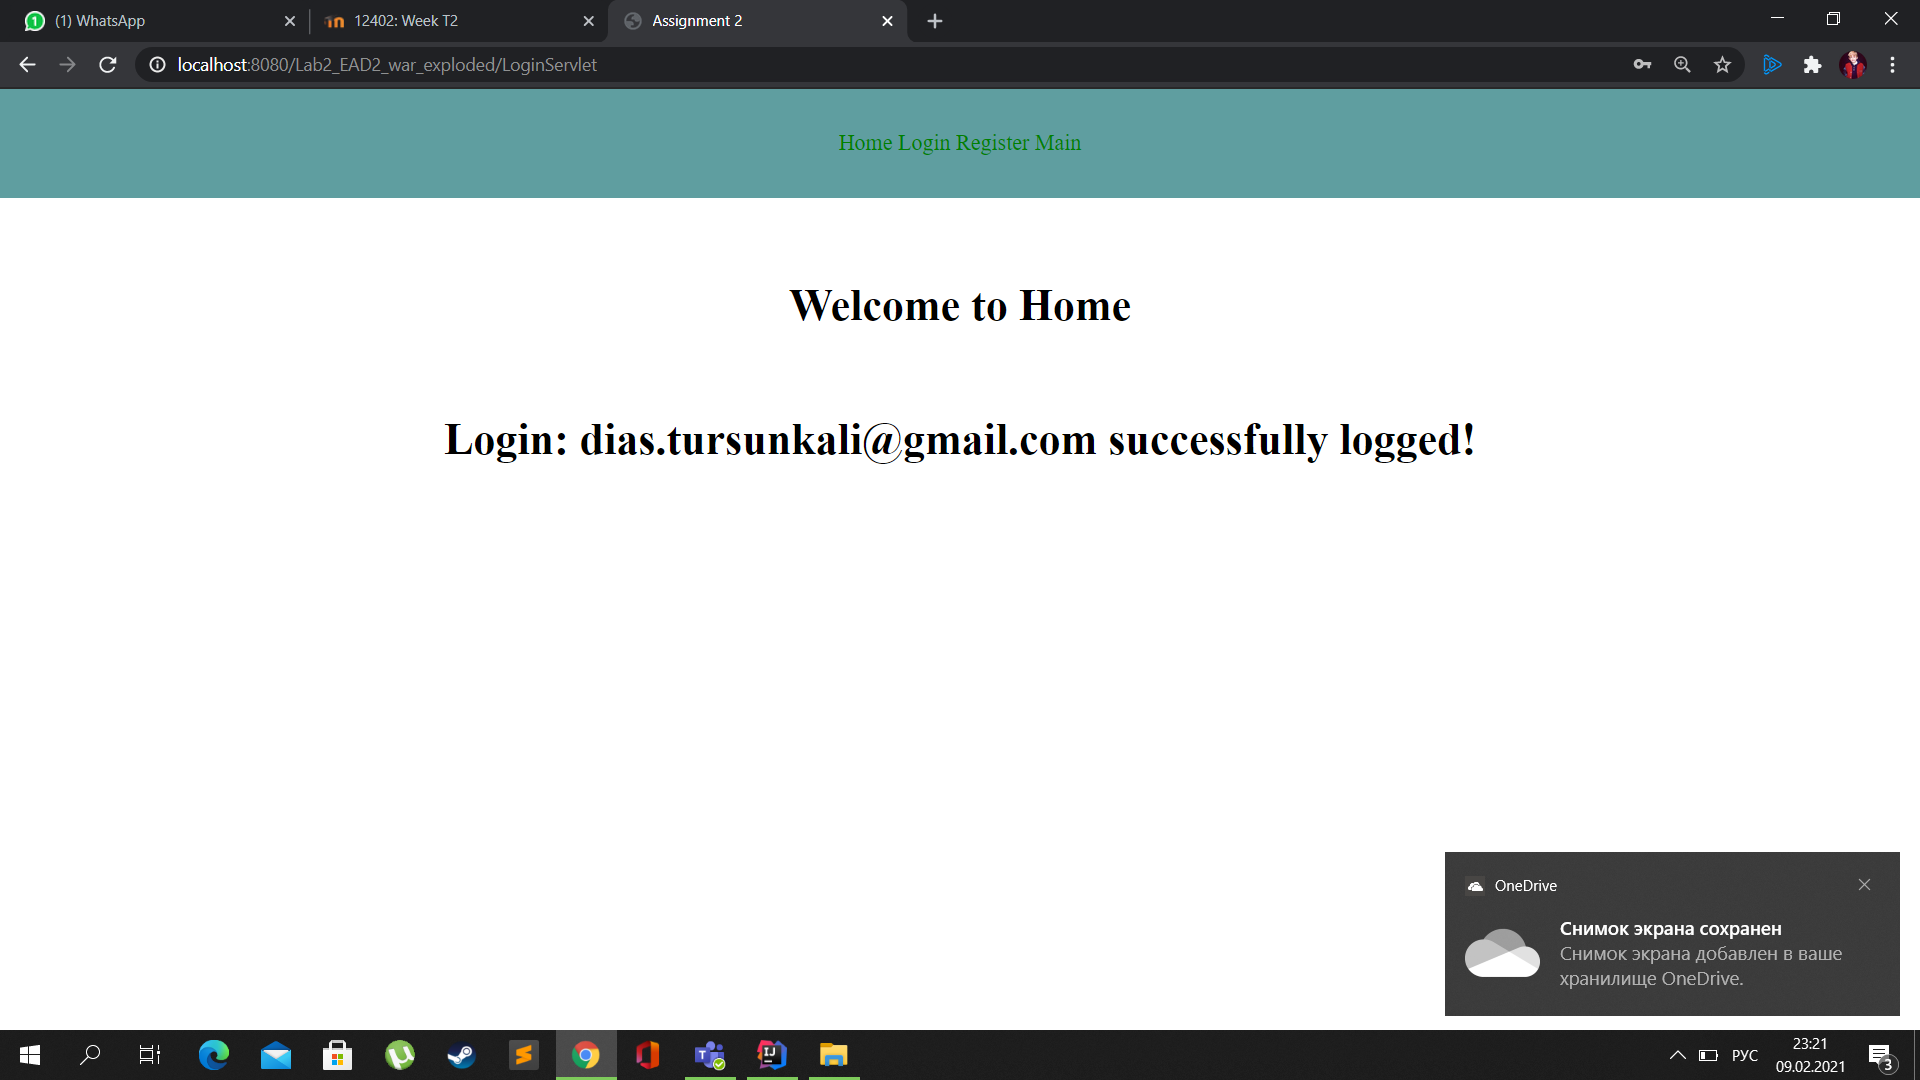 (1) WhatsApp
12402: Week T2
Assignment 2
localhost:8080/Lab2_EAD2_war_exploded/LoginServlet
Home Login Register Main
Welcome to Home
Login: dias.tursunkali@gmail.com successfully logged!
OneDrive
Снимок экрана сохранен
Снимок экрана добавлен в ваше
хранилище OneDrive.
РУС
23:21
09.02.2021
3